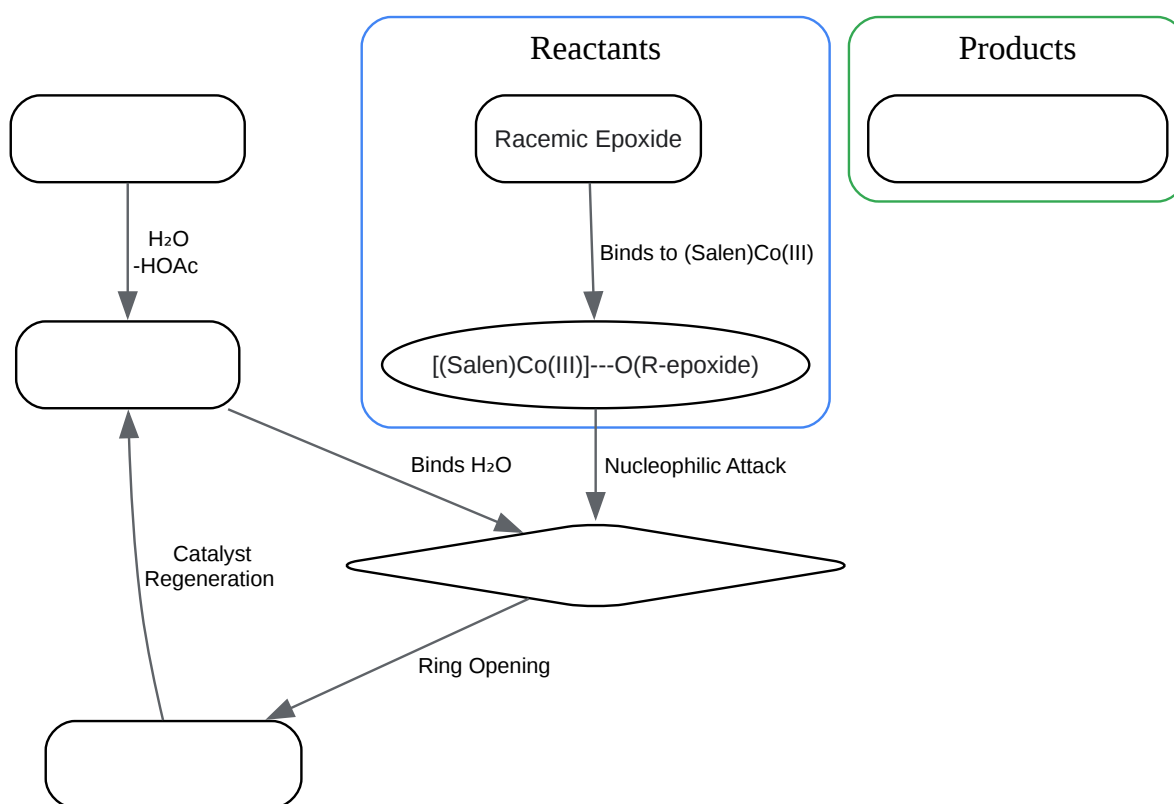 Reactants
Products
Racemic Epoxide
H₂O
-HOAc
Binds to (Salen)Co(III)
[(Salen)Co(III)]---O(R-epoxide)
Binds H₂O
Nucleophilic Attack
Catalyst
Regeneration
Ring Opening